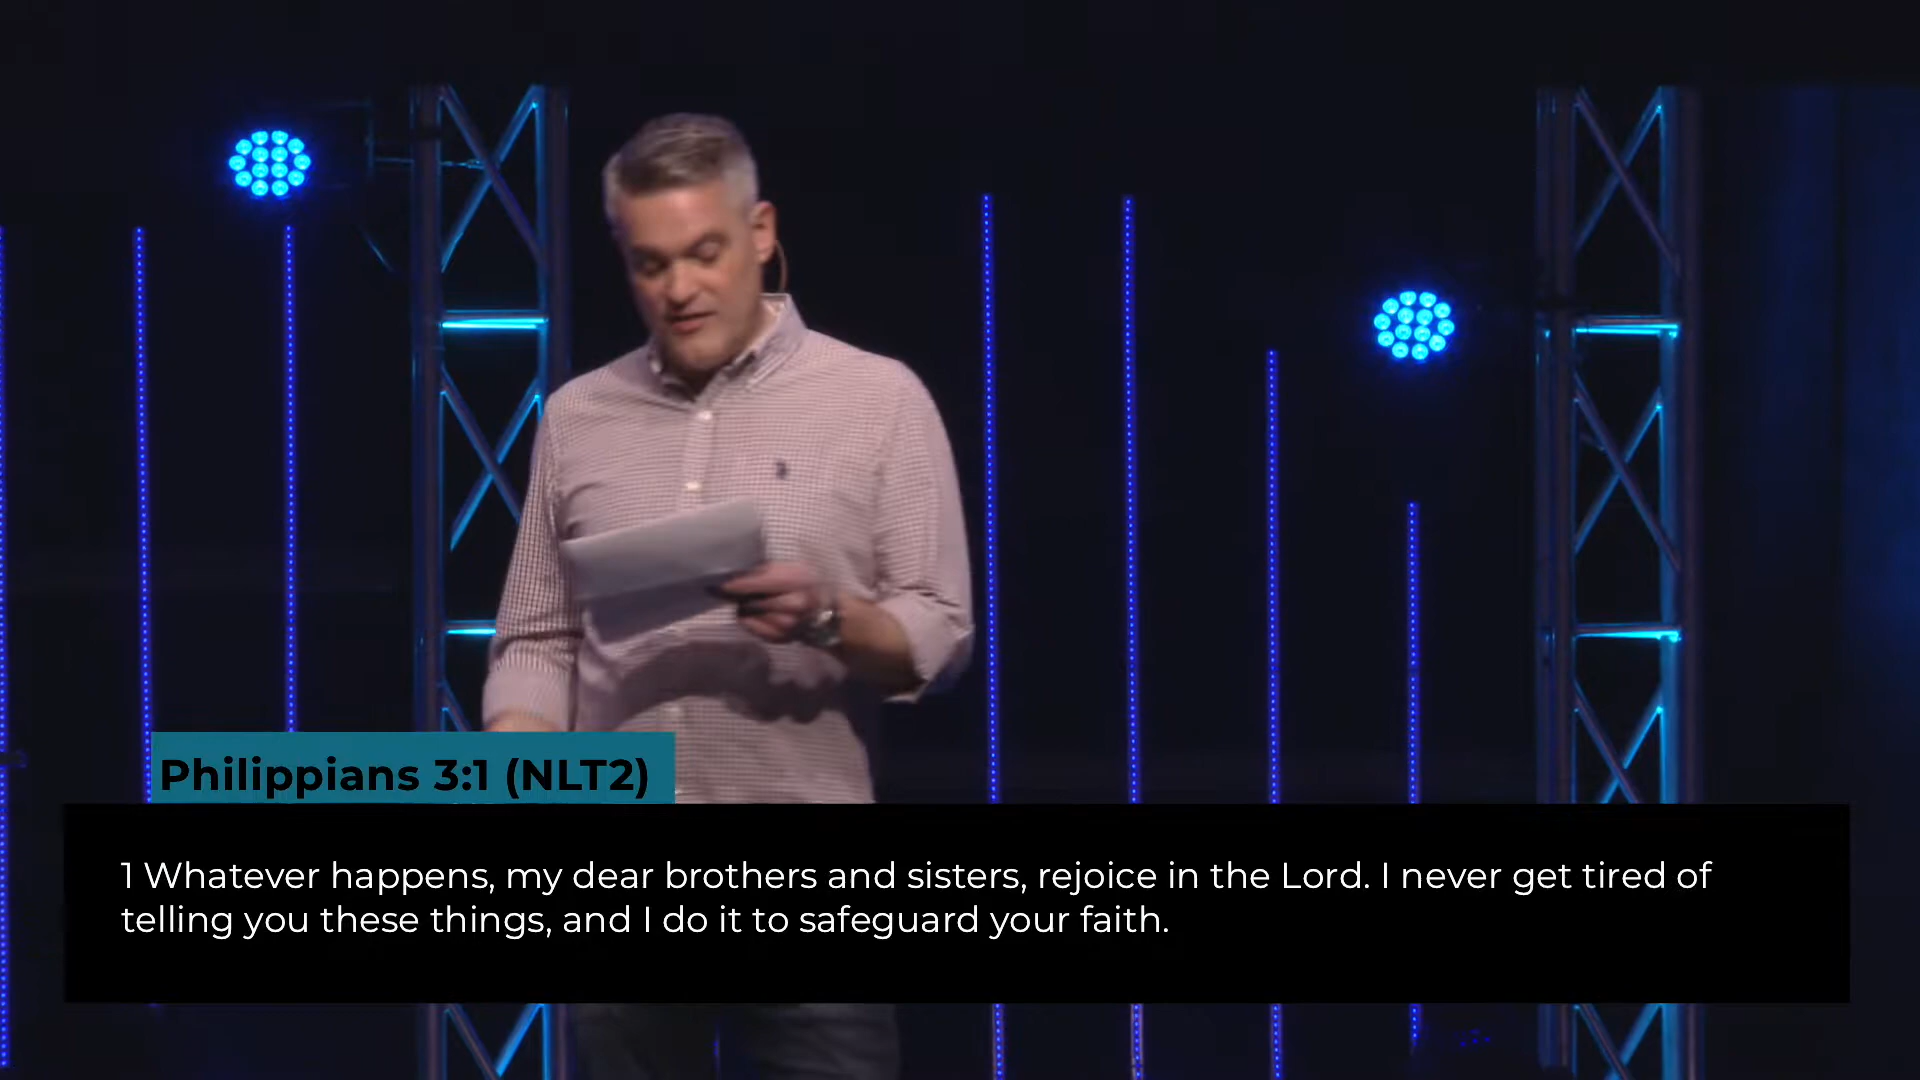 Philippians 3:1 (NLT2)
1 Whatever happens, my dear brothers and sisters, rejoice in the Lord. I never get tired of
telling you these things, and I do it to safeguard your faith.